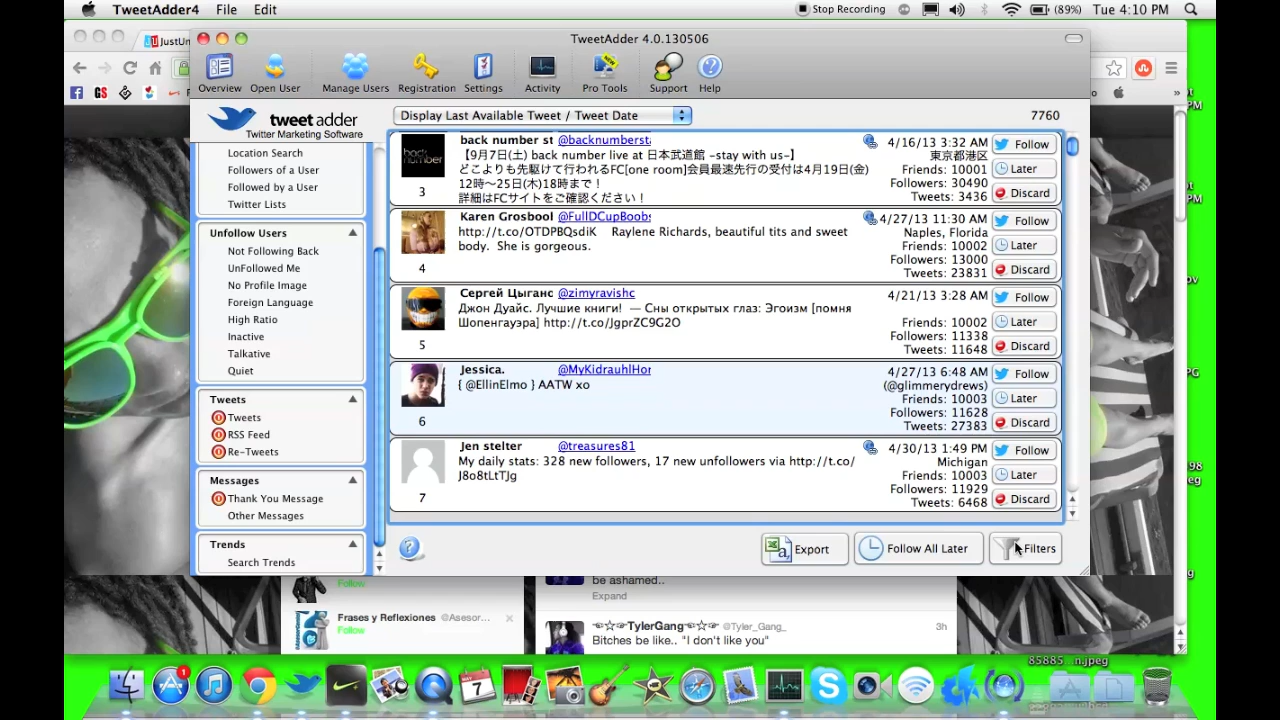 TweetAdder4 File Edit
Stop Recording (89%) Tue 4:10 PM
TweetAdder 4.0.130506
JustUn
Overview Open User Manage Users Registration Settings Activity Pro Tools Support Help
tweet adder
Twitter Marketing Software
Display Last Available Tweet / Tweet Date
7760
Location Search
Followers of a User
Followed by a User
Twitter Lists
Unfollow Users
Not Following Back
UnFollowed Me
No Profile Image
Foreign Language
High Ratio
Inactive
Talkative
Quiet
Tweets
Tweets
RSS Feed
Re-Tweets
Messages
Thank You Message
Other Messages
Trends
Search Trends
back number st @backnumbersta
【9月7日(土) back number live at 日本武道館 –stay with us–】
どこよりも先駆けて行われるFC[one room]会員最速先行の受付は4月19日(金)
12時〜25日(木)18時まで！
詳細はFCサイトをご確認ください！
3
4/16/13 3:32 AM
東京都港区
Friends: 10001
Followers: 30490
Tweets: 3436
Follow
Later
Discard
Karen Grosbool @FullDCupBoobs
http://t.co/OTDPBQsdiK Raylene Richards, beautiful tits and sweet
body. She is gorgeous.
4
4/27/13 11:30 AM
Naples, Florida
Friends: 10002
Followers: 13000
Tweets: 23831
Follow
Later
Discard
Сергей Цыганс @zimyravishc
Джон Дуайс. Лучшие книги! — Сны открытых глаз: Эгоизм [помня
Шопенгауэра] http://t.co/JgprZC9G2O
5
4/21/13 3:28 AM
Friends: 10002
Followers: 11338
Tweets: 11648
Follow
Later
Discard
Jessica. @MyKidrauhlHor
{ @EllinElmo } AATW xo
6
4/27/13 6:48 AM
(@glimmerydrews)
Friends: 10003
Followers: 11628
Tweets: 27383
Follow
Later
Discard
Jen stelter @treasures81
My daily stats: 328 new followers, 17 new unfollowers via http://t.co/
J8o8tLtTJg
7
4/30/13 1:49 PM
Michigan
Friends: 10003
Followers: 11929
Tweets: 6468
Follow
Later
Discard
Export
Follow All Later
Filters
Follow
Frases y Reflexiones @Asesor...
Follow
be ashamed..
Expand
TylerGang @Tyler_Gang_ 3h
Bitches be like.. "I don't like you"
85885...n.jpeg